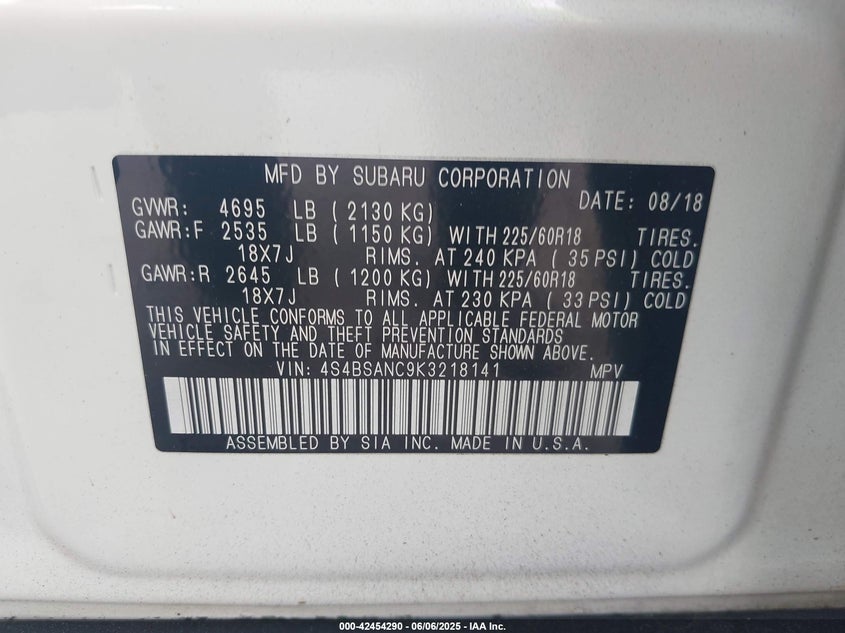 MFD BY SUBARU CORPORATION
DATE: 08/18
GVWR: 4695 LB ( 2130 KG)
GAWR:F 2535 LB ( 1150 KG) WITH 225/60R18 TIRES.
18X7J RIMS. AT 240 KPA ( 35 PSI) COLD
GAWR:R 2645 LB ( 1200 KG) WITH 225/60R18 TIRES.
18X7J RIMS. AT 230 KPA ( 33 PSI) COLD
THIS VEHICLE CONFORMS TO ALL APPLICABLE FEDERAL MOTOR
VEHICLE SAFETY AND THEFT PREVENTION STANDARDS
IN EFFECT ON THE DATE OF MANUFACTURE SHOWN ABOVE.
VIN: 4S4BSANC9K3218141 MPV
ASSEMBLED BY SIA INC. MADE IN U.S.A.
000-42454290 - 06/06/2025 - IAA Inc.